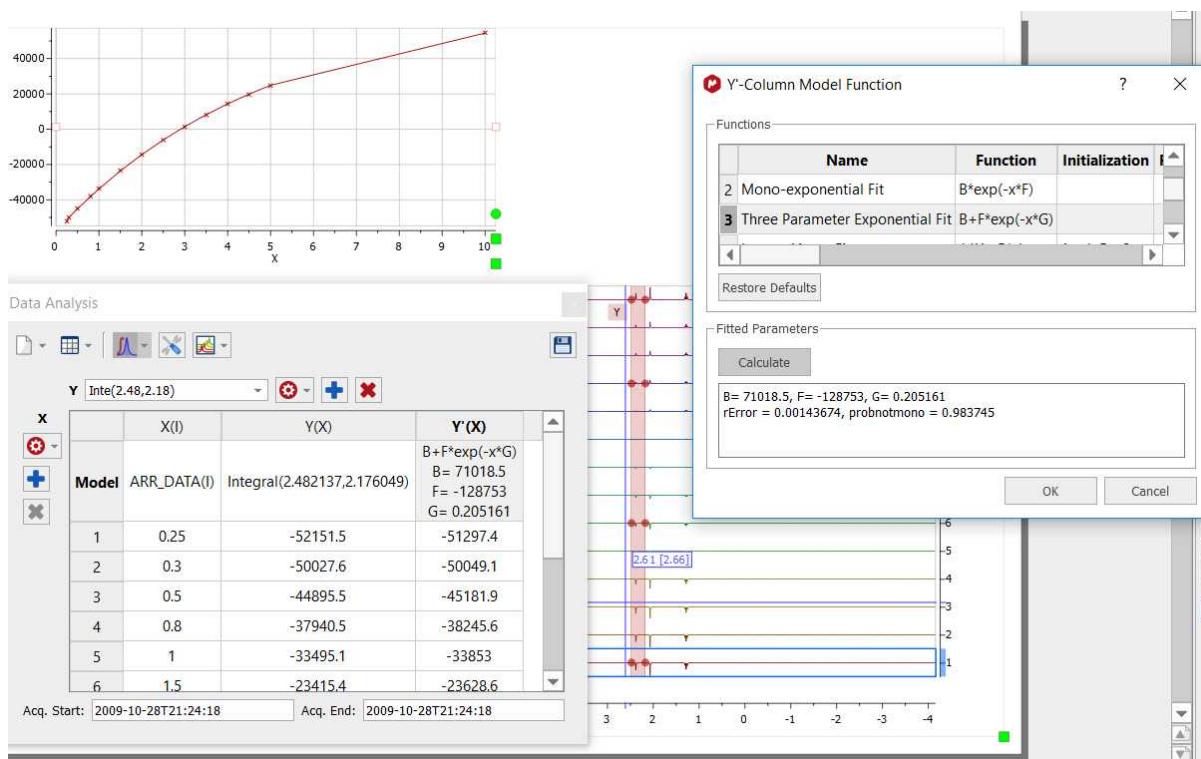 40000
20000
0
-20000
-40000
0 1 2 3 4 5 6 7 8 9 10
X
Y'-Column Model Function ?
Functions
Name Function Initialization
2 Mono-exponential Fit B*exp(-x*F)
3 Three Parameter Exponential Fit B+F*exp(-x*G)
Restore Defaults
Fitted Parameters
Calculate
B= 71018.5, F= -128753, G= 0.205161
rError = 0.00143674, probnotmono = 0.983745
OK Cancel
Data Analysis
Y Inte(2.48,2.18)
X
X(I) Y(X) Y'(X)
Model ARR_DATA(I) Integral(2.482137,2.176049) B+F*exp(-x*G)
B= 71018.5
F= -128753
G= 0.205161
1 0.25 -52151.5 -51297.4
2 0.3 -50027.6 -50049.1
3 0.5 -44895.5 -45181.9
4 0.8 -37940.5 -38245.6
5 1 -33495.1 -33853
6 1.5 -23415.4 -23628.6
Acq. Start: 2009-10-28T21:24:18 Acq. End: 2009-10-28T21:24:18
Y
2.61 [2.66]
-6
-5
-4
-3
-2
-1
3 2 1 0 -1 -2 -3 -4